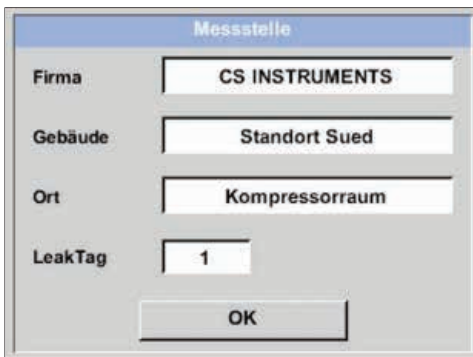 Messstelle
Firma CS INSTRUMENTS
Gebäude Standort Sued
Ort Kompressorraum
LeakTag 1
OK